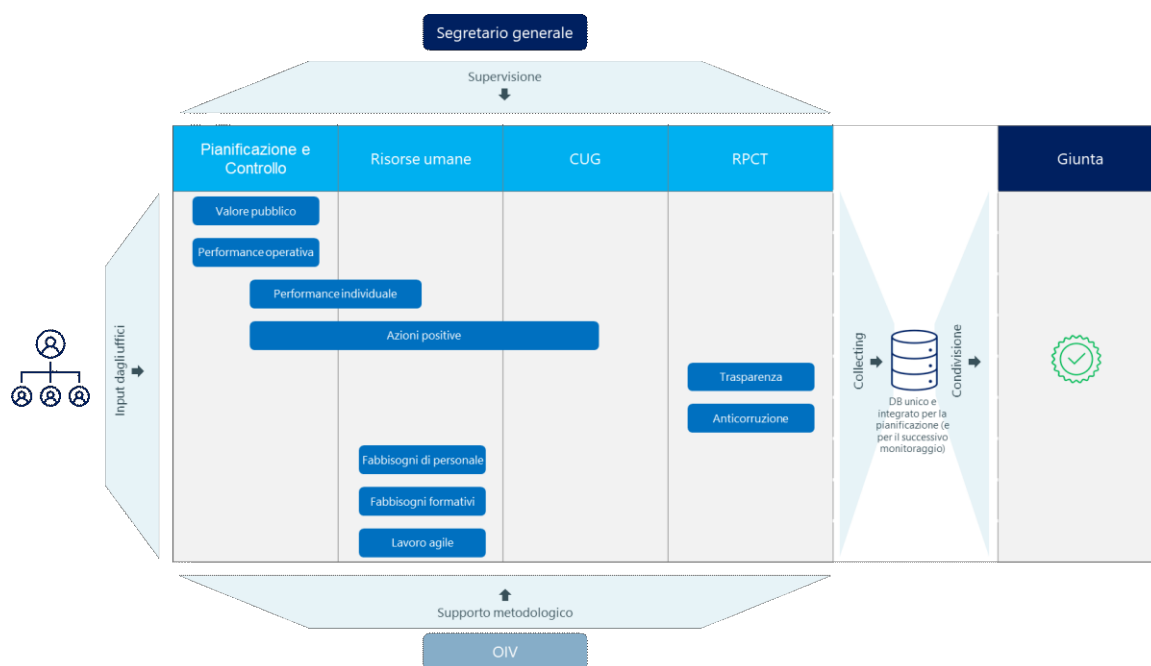 Segretario generale
Supervisione
Pianificazione e
Controllo
Risorse umane
CUG
RPCT
Giunta
Valore pubblico
Performance operativa
Performance individuale
Azioni positive
Trasparenza
Anticorruzione
Fabbisogni di personale
Fabbisogni formativi
Lavoro agile
Input dagli uffici
Collecting
DB unico e
integrato per la
pianificazione (e
per il successivo
monitoraggio)
Condivisione
Supporto metodologico
OIV